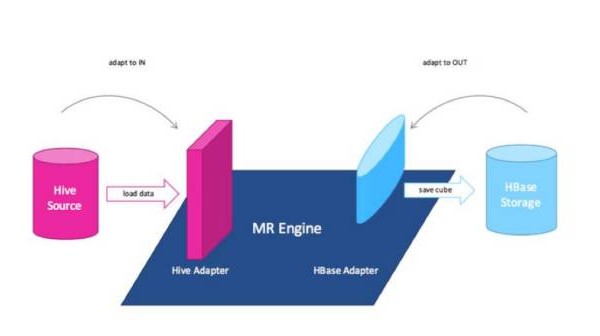 adapt to IN
adapt to OUT
Hive
Source
load data
MR Engine
save cube
HBase
Storage
Hive Adapter
HBase Adapter